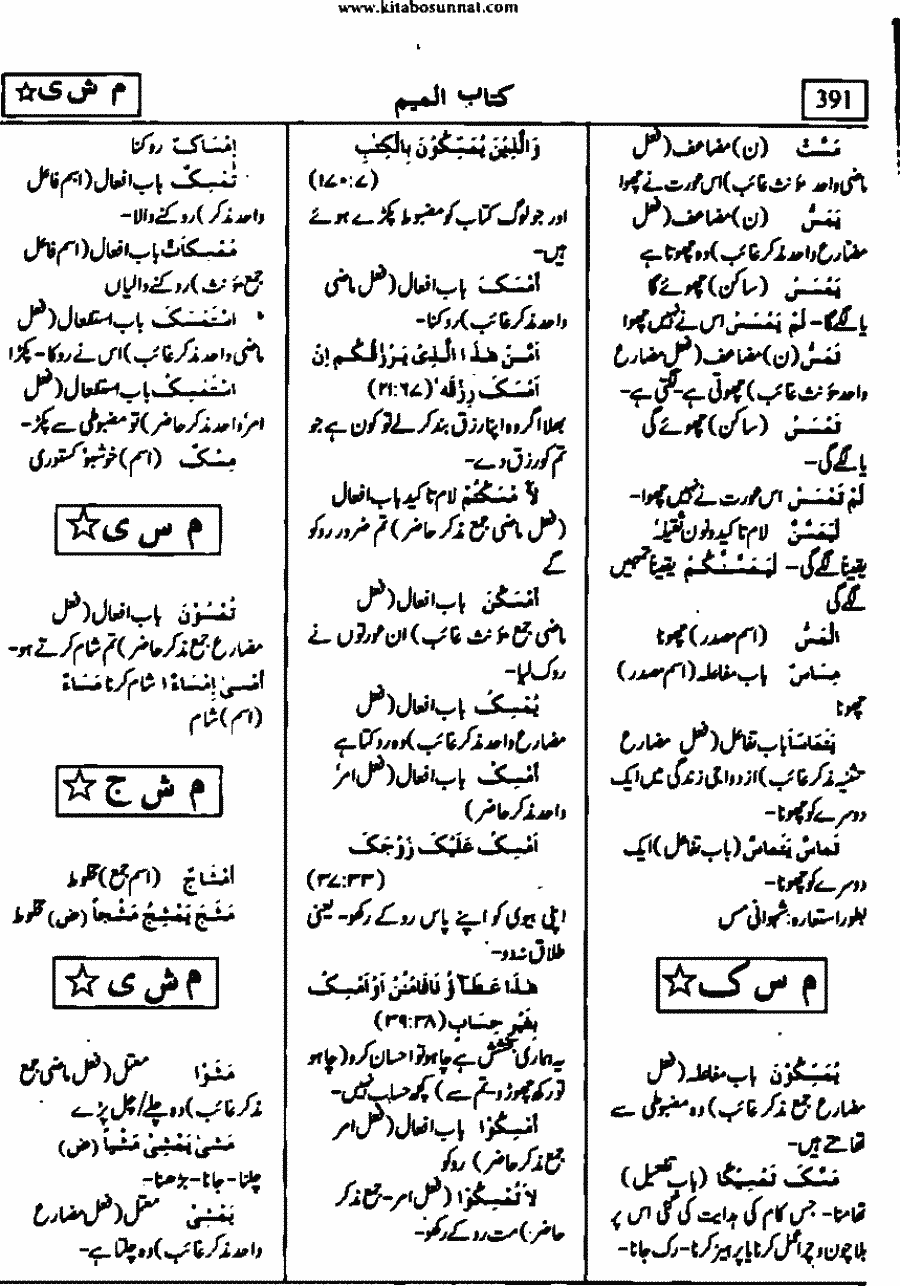 www.kitabosunnat.com
391
کتاب المیم
م ش ی ☆
مَسَّتْ (ن) مضاعف (فعل
ماضی واحد مؤنث غائب) اس عورت نے چھوا
یَمَسُّ (ن) مضاعف (فعل
مضارع واحد مذکر غائب) وہ چھوتا ہے
یَمْسَسْ (ساکن) چھوئے گا
یا لگے گا- لَمْ یَمْسَسْ اس نے نہیں چھوا
تَمَسُّ (ن) مضاعف (فعل مضارع
واحد مؤنث غائب) چھوتی ہے- لگتی ہے-
تَمْسَسْ (ساکن) چھوئے گی
یا لگے گی-
لَمْ تَمْسَسْ اس عورت نے نہیں چھوا-
لَیَمَسَّنَّ لام تاکید و نون ثقیلہ
یقیناً لگے گی- لَیَمَسَّنَّکُمْ یقیناً تمہیں
لگے گی
اَلْمَسُّ (اسم مصدر) چھونا
مِسَاسَ باب مفاعلہ (اسم مصدر)
چھونا
یَتَمَاسَّا باب تفاعل (فعل مضارع
تثنیہ مذکر غائب) ازدواجی زندگی میں ایک
دوسرے کو چھونا-
تَمَاسَّ یَتَمَاسُّ (باب تفاعل) ایک
دوسرے کو چھونا-
بطور استعارہ: شہوانی مس
م س ک ☆
یُمَسِّکُوْنَ باب مفاعلہ (فعل
مضارع جمع مذکر غائب) وہ مضبوطی سے
تھامتے ہیں-
مَسَّکَ تَمْسِیْکًا (باب تفعیل)
تھامنا- جس کام کی ہدایت کی گئی اس پر
بلا چون و چرا عمل کرنا یا پرہیز کرنا- رک جانا-
وَالَّذِیْنَ یُمَسِّکُوْنَ بِالْکِتٰبِ
(۱۷۰:۷)
اور جو لوگ کتاب کو مضبوط پکڑے ہوئے
ہیں-
اَمْسَکَ باب افعال (فعل ماضی
واحد مذکر غائب) روکنا-
اَمَّنْ ھٰذَا الَّذِیْ یَرْزُقُکُمْ اِنْ
اَمْسَکَ رِزْقَہٗ (۲۱:۶۷)
بھلا اگر وہ اپنا رزق بند کر لے تو کون ہے جو
تم کو رزق دے-
لَاَمْسَکْتُمْ لام تاکید باب افعال
(فعل ماضی جمع مذکر حاضر) تم ضرور روکو
گے
اَمْسَکْنَ باب افعال (فعل
ماضی جمع مؤنث غائب) ان عورتوں نے
روک لیا-
یُمْسِکُ باب افعال (فعل
مضارع واحد مذکر غائب) وہ روکتا ہے
اَمْسِکْ باب افعال (فعل امر
واحد مذکر حاضر)
اَمْسِکْ عَلَیْکَ زَوْجَکَ
(۳۷:۳۳)
اپنی بیوی کو اپنے پاس روکے رکھو- یعنی
طلاق نہ دو-
ھٰذَا عَطَآؤُنَا فَامْنُنْ اَوْ اَمْسِکْ
بِغَیْرِ حِسَابٍ (۳۹:۳۸)
یہ ہماری بخشش ہے چاہو تو احسان کرو (چاہو
تو رکھ چھوڑو تم سے) کچھ حساب نہیں-
اَمْسِکُوْا باب افعال (فعل امر
جمع مذکر حاضر) روکو
لَا تُمْسِکُوْا (فعل امر- جمع مذکر
حاضر) مت روکے رکھو-
اِمْسَاکٌ روکنا
مُمْسِکٌ باب افعال (اسم فاعل
واحد مذکر) روکنے والا-
مُمْسِکَاتٌ باب افعال (اسم فاعل
جمع مؤنث) روکنے والیاں
اسْتَمْسَکَ باب استفعال (فعل
ماضی واحد مذکر غائب) اس نے روکا- پکڑا
اسْتَمْسِکْ باب استفعال (فعل
امر واحد مذکر حاضر) تو مضبوطی سے پکڑ-
مِسْکٌ (اسم) خوشبو کستوری
م س ی ☆
تُمْسُوْنَ باب افعال (فعل
مضارع جمع مذکر حاضر) تم شام کرتے ہو-
اَمْسٰی اِمْسَاءً ا شام کرنا مَسَاءً
(اسم) شام
م ش ج ☆
اَمْشَاجٌ (اسم جمع) مخلوط
مَشَجَ یَمْشِجُ مَشْجاً (ض) مخلوط
م ش ی ☆
مَشَوْا معتل (فعل ماضی جمع
مذکر غائب) وہ چلے/چل پڑے
مَشیٰ یَمْشِیْ مَشْیاً (ض)
چلنا- جانا- بڑھنا-
یَمْشِیْ معتل (فعل مضارع
واحد مذکر غائب) وہ چلتا ہے-